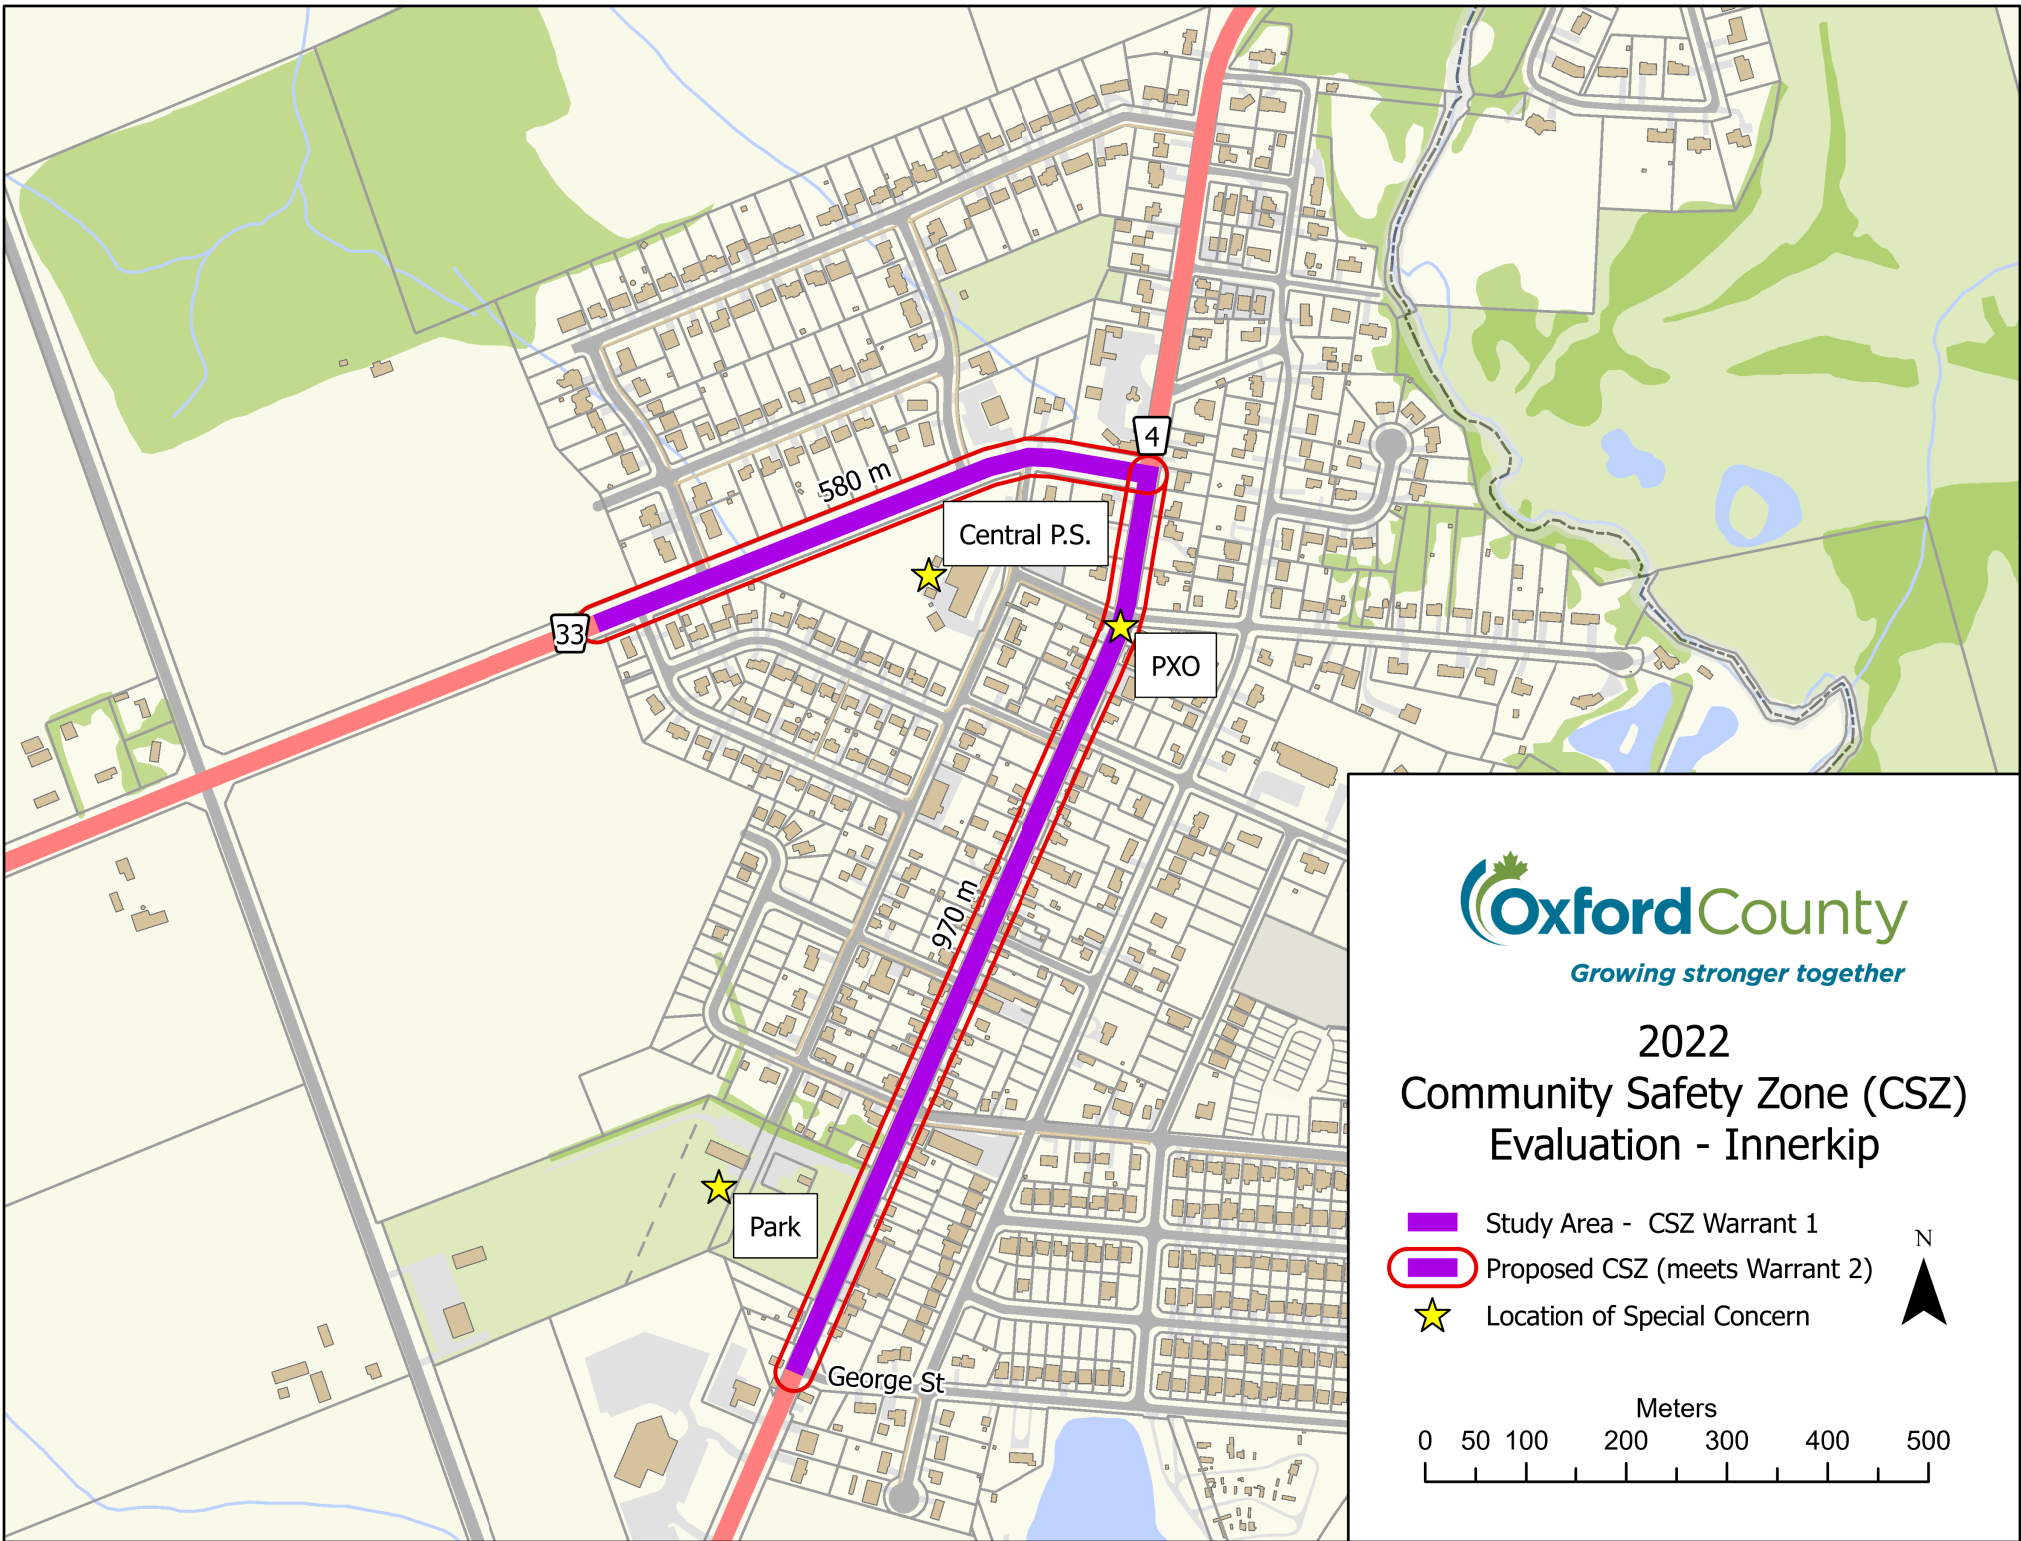 4
580 m
Central P.S.
33
PXO
970 m
Park
George St
OxfordCounty
Growing stronger together
2022
Community Safety Zone (CSZ)
Evaluation - Innerkip
Study Area - CSZ Warrant 1
N
Proposed CSZ (meets Warrant 2)
Location of Special Concern
Meters
0 50 100 200 300 400 500